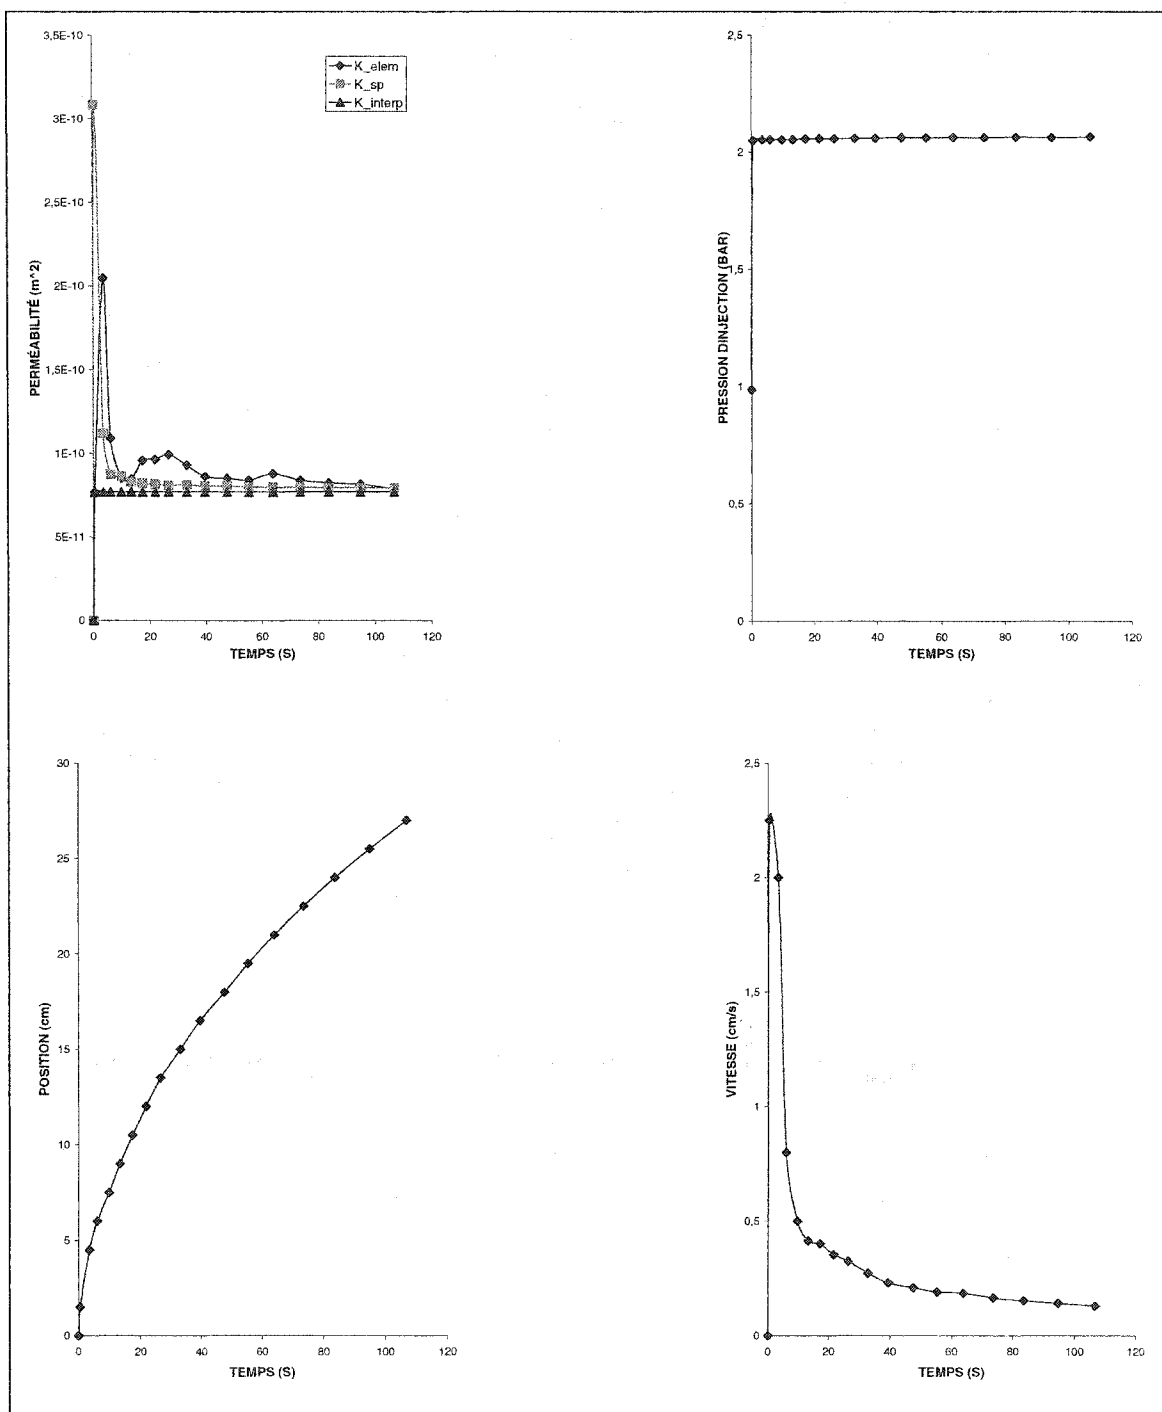 3,5E-10
3E-10
2,5E-10
2E-10
1,5E-10
1E-10
5E-11
0
PERMÉABILITÉ (m^2)
K_elem
K_sp
K_interp
0 20 40 60 80 100 120
TEMPS (S)
2,5
2
1,5
1
0,5
0
PRESSION DINJECTION (BAR)
0 20 40 60 80 100 120
TEMPS (S)
30
25
20
15
10
5
0
POSITION (cm)
0 20 40 60 80 100 120
TEMPS (S)
2,5
2
1,5
1
0,5
0
VITESSE (cm/s)
0 20 40 60 80 100 120
TEMPS (S)